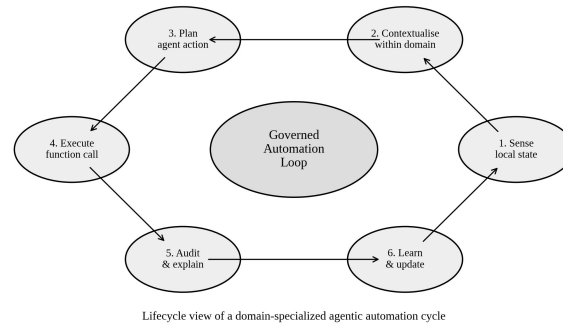 3. Plan
agent action
2. Contextualise
within domain
4. Execute
function call
Governed
Automation
Loop
1. Sense
local state
5. Audit
& explain
6. Learn
& update
Lifecycle view of a domain-specialized agentic automation cycle